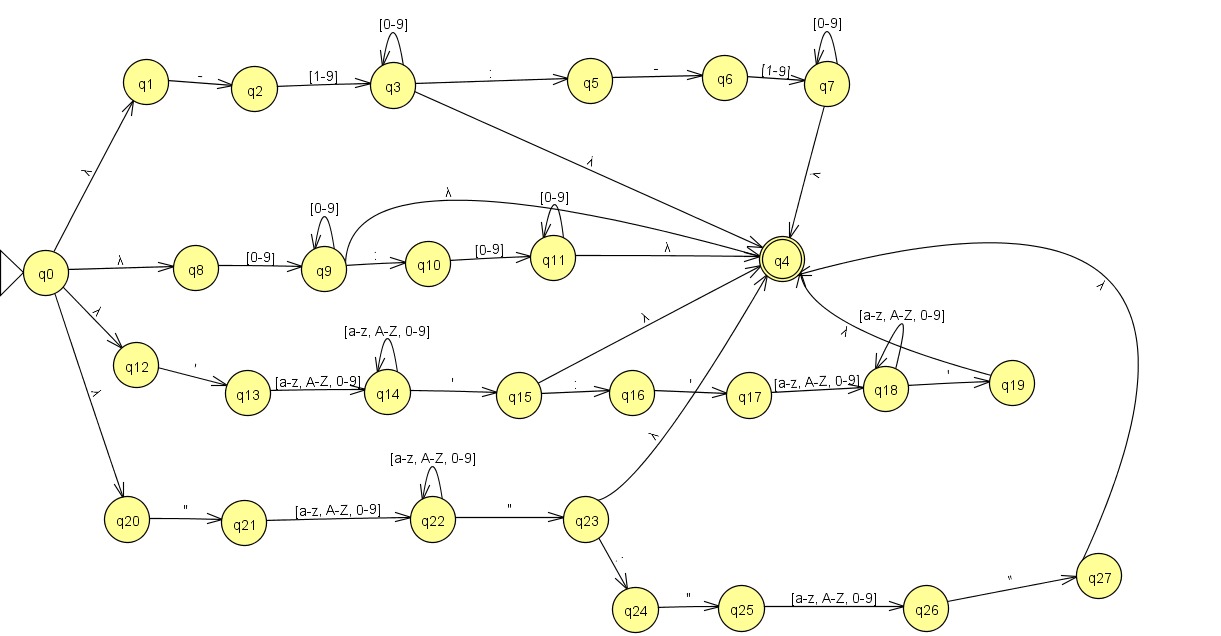 [0-9]
[0-9]
q1
-
q2
[1-9]
q3
:
q5
-
q6
[1-9]
q7
λ
λ
λ
λ
[0-9]
[0-9]
q0
λ
q8
[0-9]
q9
:
q10
[0-9]
q11
λ
q4
λ
λ
[a-z, A-Z, 0-9]
λ
[a-z, A-Z, 0-9]
λ
q12
'
q13
[a-z, A-Z, 0-9]
q14
'
q15
:
q16
'
q17
[a-z, A-Z, 0-9]
q18
'
q19
λ
λ
[a-z, A-Z, 0-9]
q20
"
q21
[a-z, A-Z, 0-9]
q22
"
q23
:
q24
"
q25
[a-z, A-Z, 0-9]
q26
"
q27